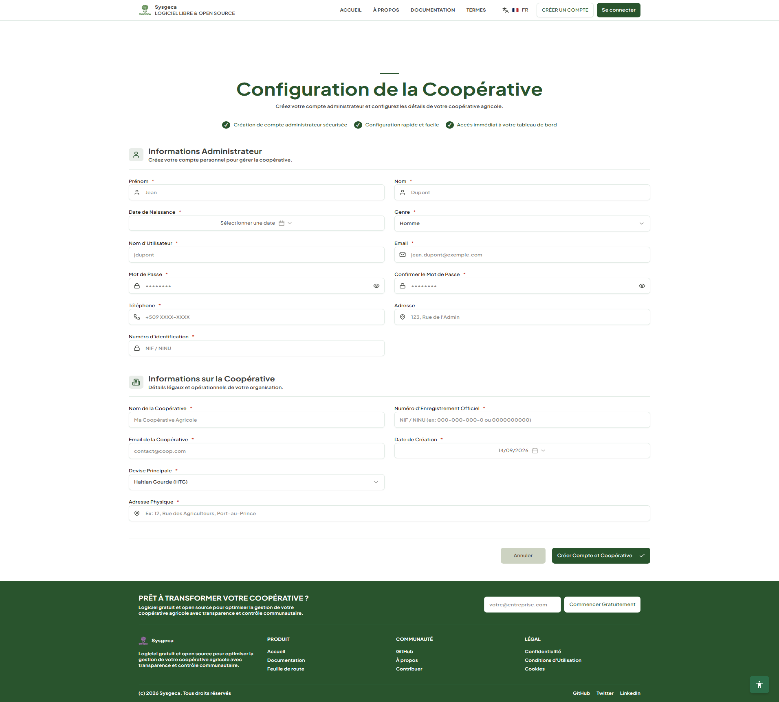 Sysgeca
LOGICIEL LIBRE & OPEN SOURCE
ACCUEIL
À PROPOS
DOCUMENTATION
TERMES
FR
CRÉER UN COMPTE
Se connecter
Configuration de la Coopérative
Créez votre compte administrateur et configurez les détails de votre coopérative agricole.
Création de compte administrateur sécurisée
Configuration rapide et facile
Accès immédiat à votre tableau de bord
Informations Administrateur
Créez votre compte personnel pour gérer la coopérative.
Prénom *
Jean
Nom *
Dupont
Date de Naissance *
Sélectionner une date
Genre *
Homme
Nom d'Utilisateur *
jdupont
Email *
jean.dupont@exemple.com
Mot de Passe *
••••••••
Confirmer le Mot de Passe *
••••••••
Téléphone *
+509 XXXX-XXXX
Adresse
123, Rue de l'Admin
Numéro d'identification *
NIF / NINU
Informations sur la Coopérative
Détails légaux et opérationnels de votre organisation.
Nom de la Coopérative *
Ma Coopérative Agricole
Numéro d'Enregistrement Officiel *
NIF / NINU (ex: 000-000-000-0 ou 0000000000)
Email de la Coopérative *
contact@coop.com
Date de Création *
Devise Principale *
Haitian Gourde (HTG)
Adresse Physique *
Ex: 12, Rue des Agriculteurs, Port-au-Prince
Annuler
Créer Compte et Coopérative
PRÊT À TRANSFORMER VOTRE COOPÉRATIVE ?
Logiciel gratuit et open source pour optimiser la gestion de votre
coopérative agricole avec transparence et contrôle communautaire.
votre@enterprise.com
Commencer Gratuitement
Sysgeca
Logiciel gratuit et open source pour optimiser la
gestion de votre coopérative agricole avec
transparence et contrôle communautaire.
PRODUIT
Accueil
Documentation
Feuille de route
COMMUNAUTÉ
GitHub
À propos
Contribuer
LÉGAL
Confidentialité
Conditions d'Utilisation
Cookies
(c) 2026 Sysgeca. Tous droits réservés
GitHub
Twitter
LinkedIn